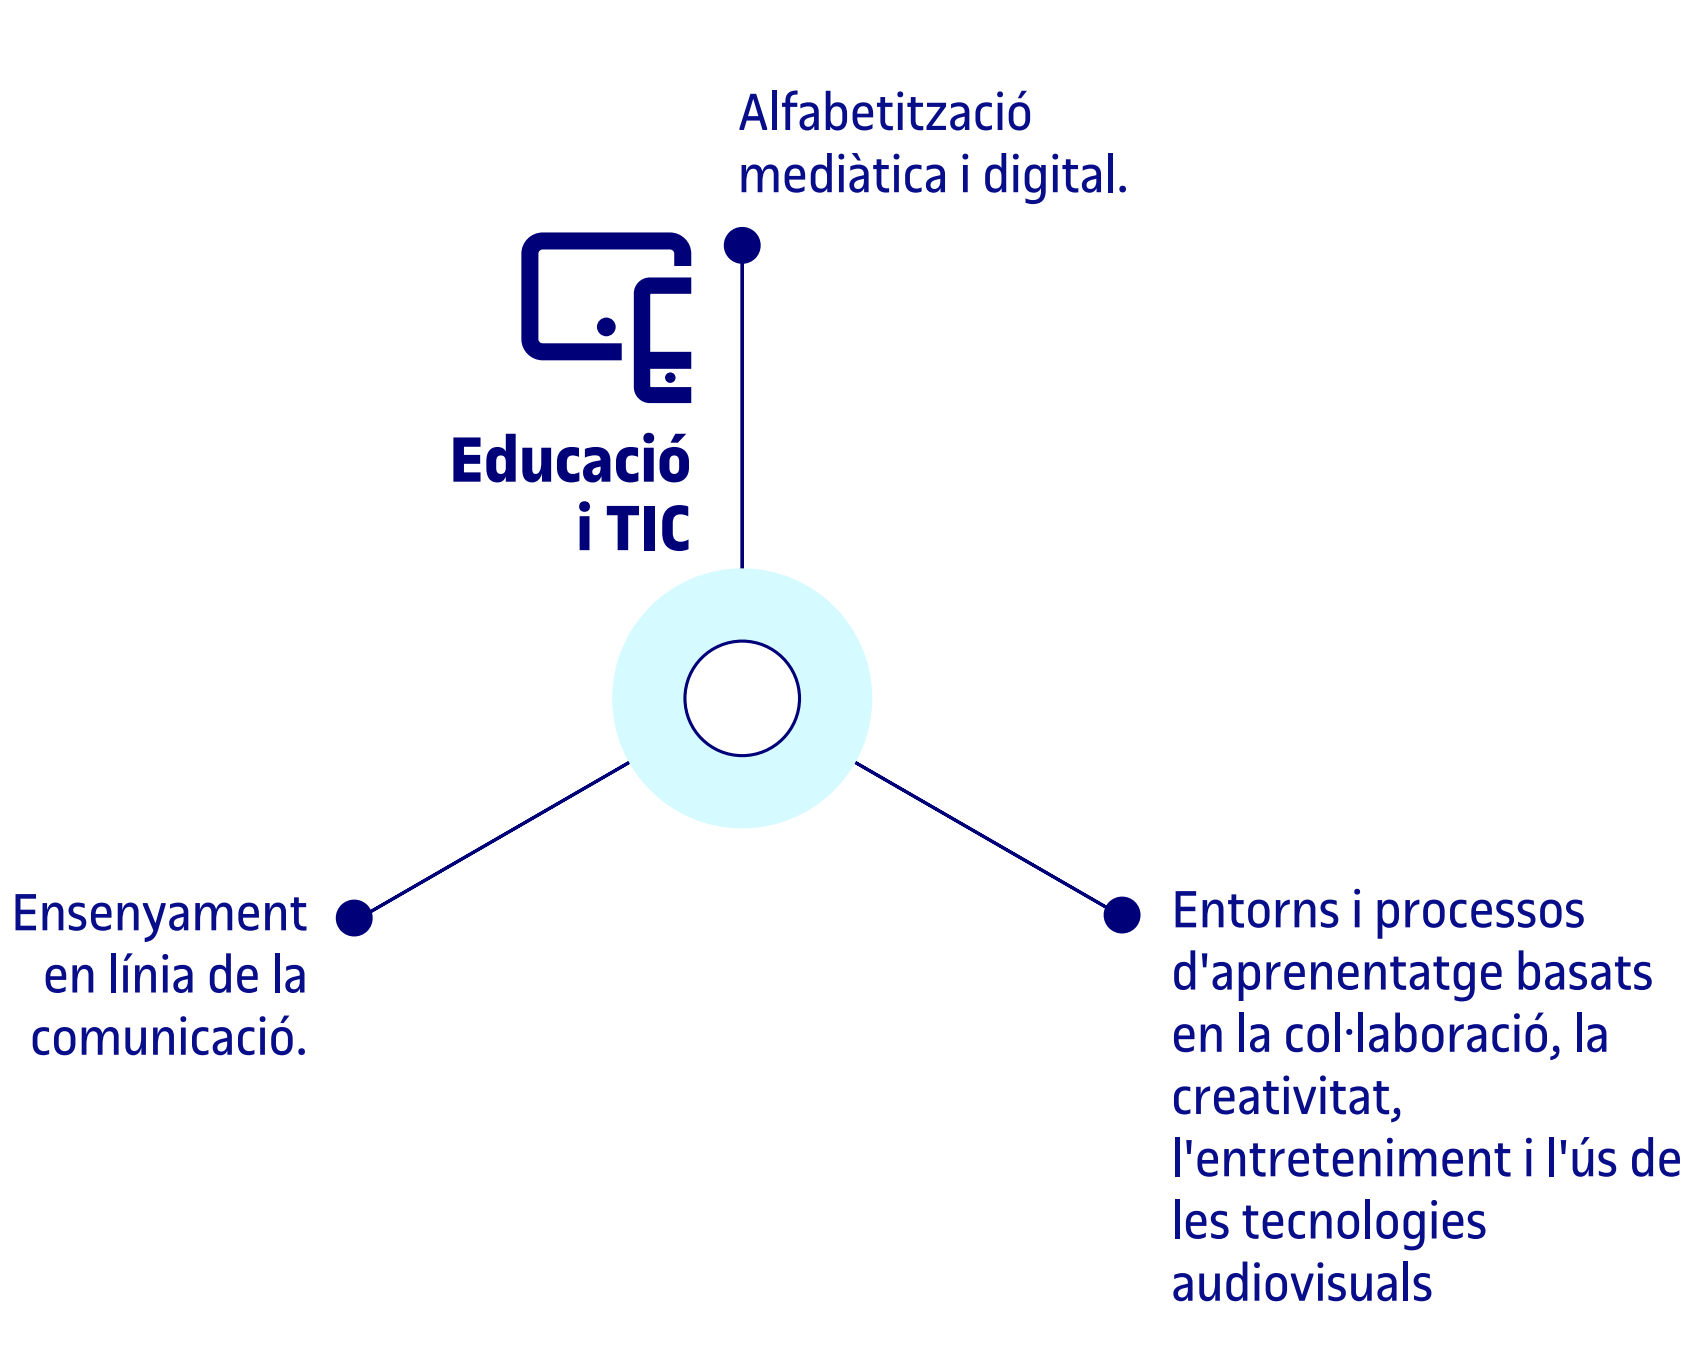 Alfabetització
mediàtica i digital.
Educació
i TIC
Ensenyament
en línia de la
comunicació.
Entorns i processos
d'aprenentatge basats
en la col·laboració, la
creativitat,
l'entreteniment i l'ús de
les tecnologies
audiovisuals